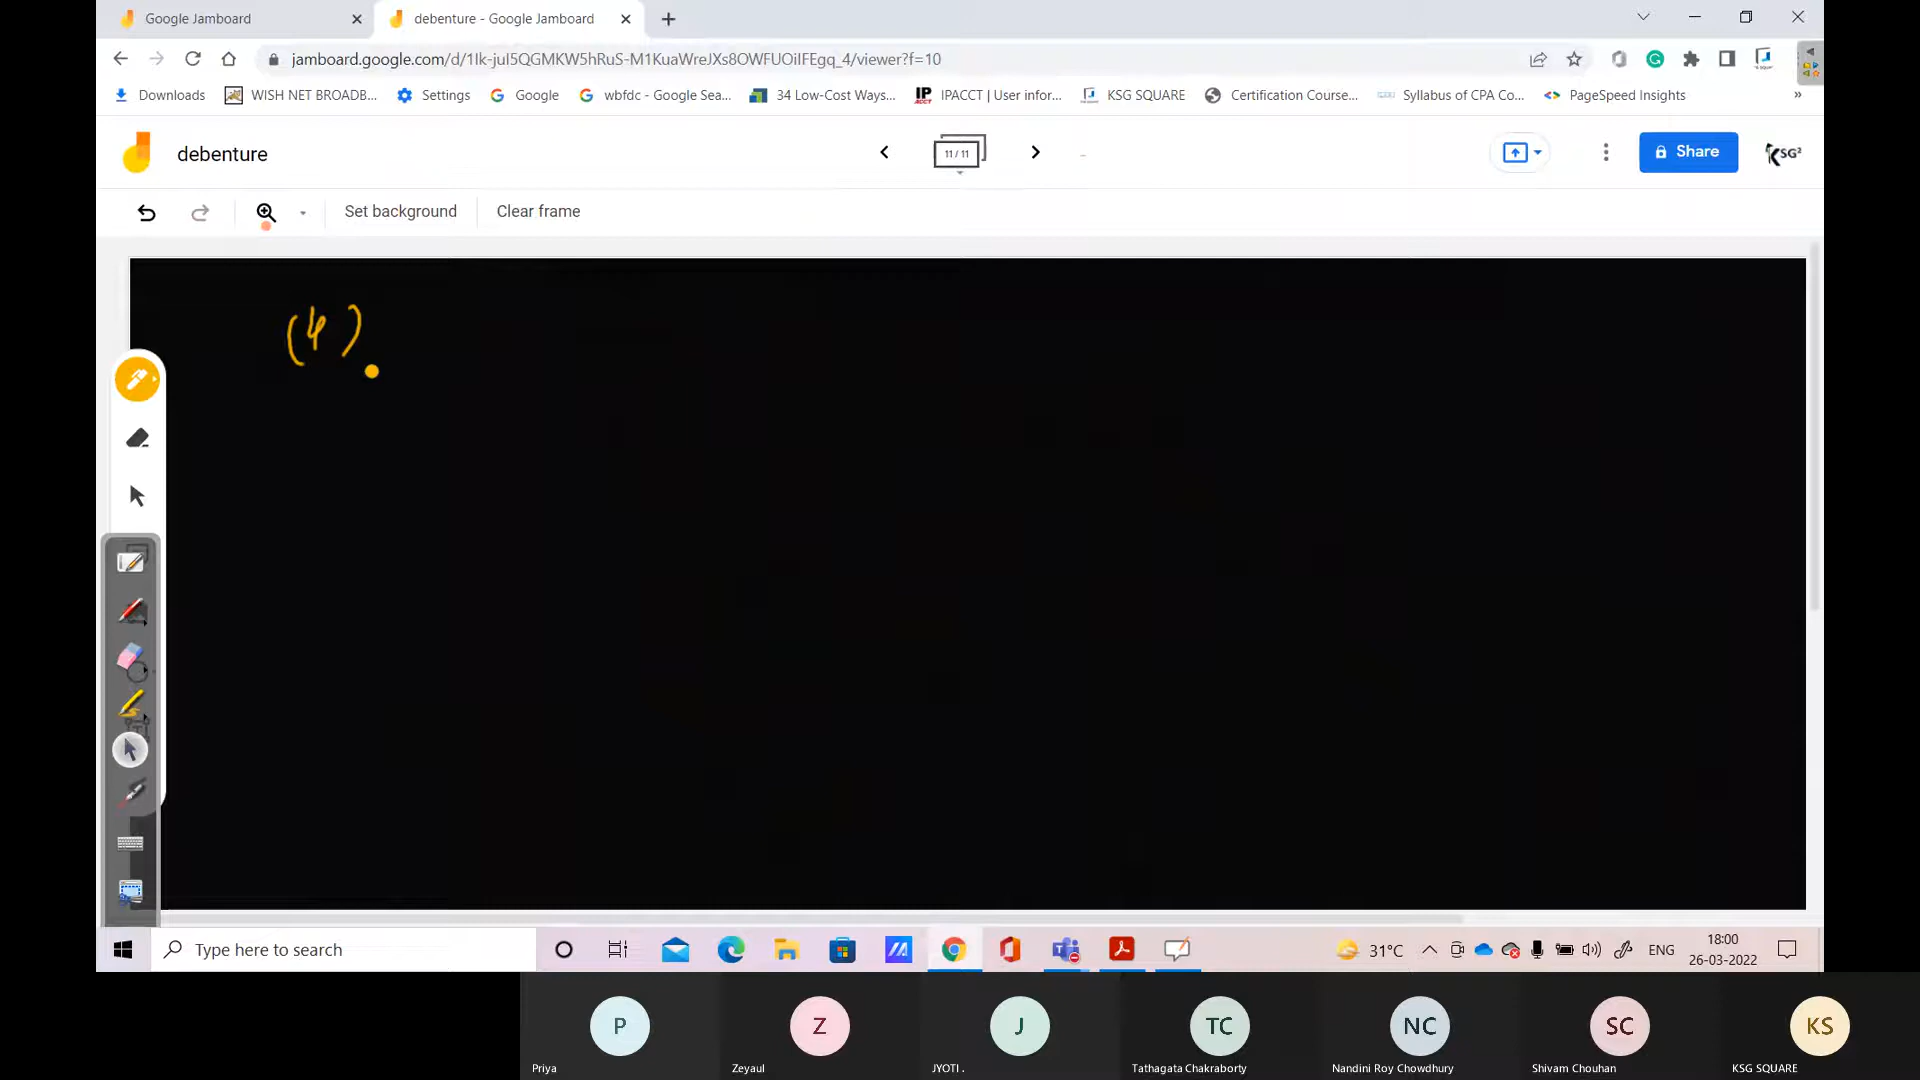 Google Jamboard
debenture - Google Jamboard
jamboard.google.com/d/1Ik-juI5QGMKW5hRuS-M1KuaWreJXs8OWFUOiIFEgq_4/viewer?f=10
Downloads WISH NET BROADB... Settings Google wbfdc - Google Sea... 34 Low-Cost Ways... IPACCT | User infor... KSG SQUARE Certification Course... Syllabus of CPA Co... PageSpeed Insights »
debenture 11 / 11 Share KSG²
Set background Clear frame
(4)
Type here to search 31°C ENG 18:00
26-03-2022
P Z J TC NC SC KS
Priya Zeyaul JYOTI . Tathagata Chakraborty Nandini Roy Chowdhury Shivam Chouhan KSG SQUARE